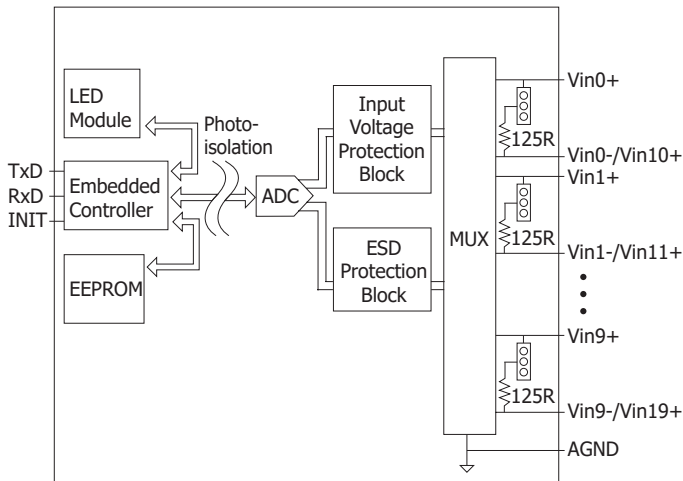 LED
Module
Photo-
isolation
TxD
RxD
INIT
Embedded
Controller
EEPROM
ADC
Input
Voltage
Protection
Block
ESD
Protection
Block
MUX
Vin0+
125R
Vin0-/Vin10+
Vin1+
125R
Vin1-/Vin11+
Vin9+
125R
Vin9-/Vin19+
AGND